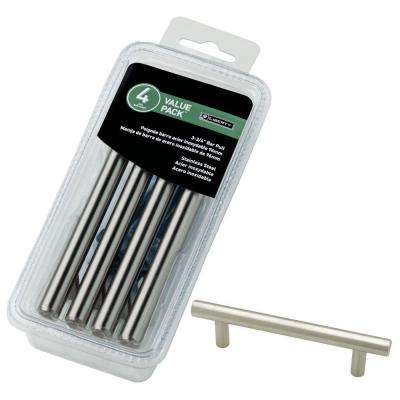 4
VALUE
PACK
LIBERTY
3-3/4" Bar Pull
Poignée barre acier inoxydable 96mm
Manija de barra de acero inoxidable de 96mm
Stainless Steel
Acier inoxydable
Acero inoxidable